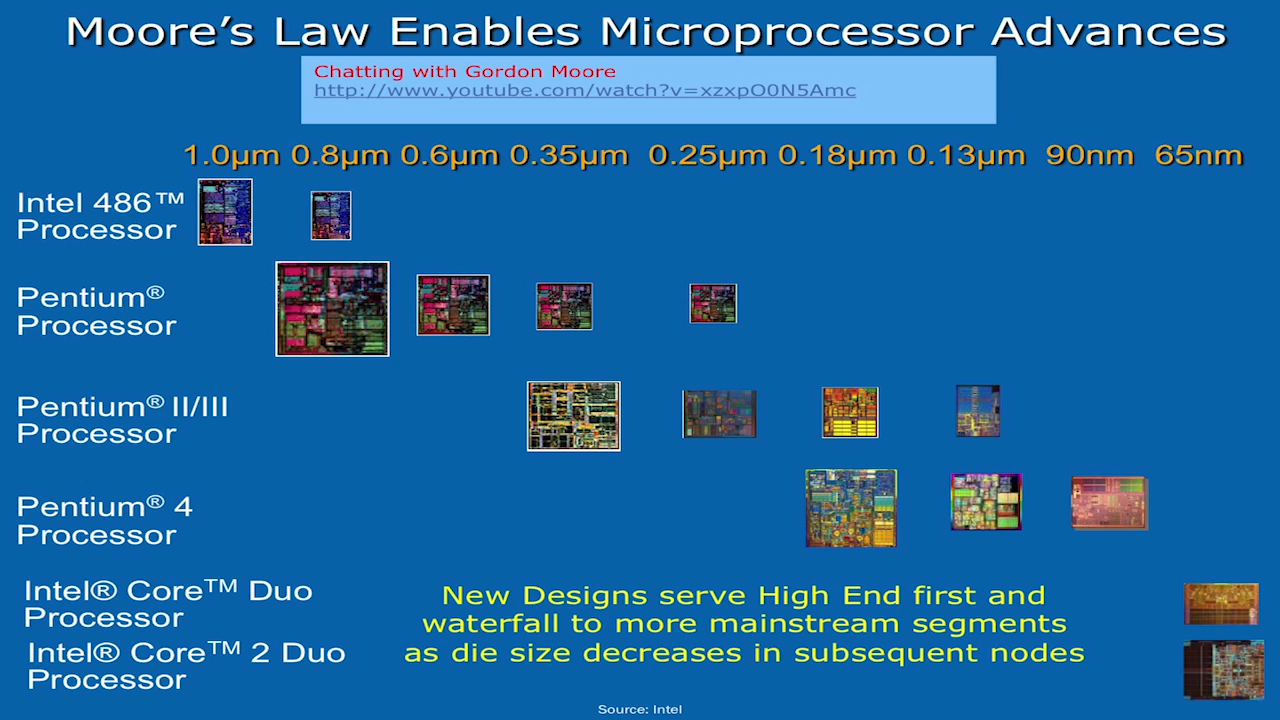 Moore's Law Enables Microprocessor Advances
Chatting with Gordon Moore
http://www.youtube.com/watch?v=xzxpO0N5Amc
1.0µm 0.8µm 0.6µm 0.35µm 0.25µm 0.18µm 0.13µm 90nm 65nm
Intel 486™
Processor
Pentium®
Processor
Pentium® II/III
Processor
Pentium® 4
Processor
Intel® Core™ Duo
Processor
Intel® Core™ 2 Duo
Processor
New Designs serve High End first and
waterfall to more mainstream segments
as die size decreases in subsequent nodes
Source: Intel